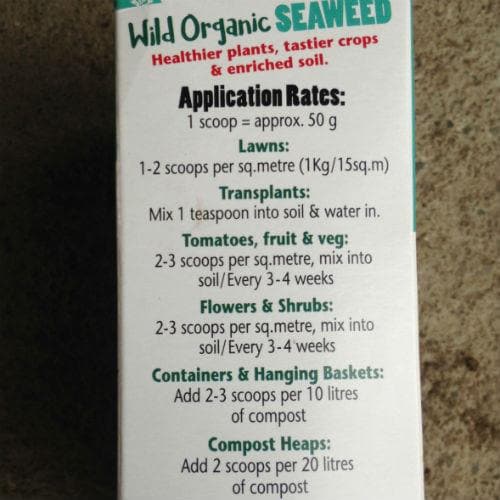 Wild Organic SEAWEED
Healthier plants, tastier crops
& enriched soil.
Application Rates:
1 scoop = approx. 50 g
Lawns:
1-2 scoops per sq.metre (1Kg/15sq.m)
Transplants:
Mix 1 teaspoon into soil & water in.
Tomatoes, fruit & veg:
2-3 scoops per sq.metre, mix into
soil/Every 3-4 weeks
Flowers & Shrubs:
2-3 scoops per sq.metre, mix into
soil/Every 3-4 weeks
Containers & Hanging Baskets:
Add 2-3 scoops per 10 litres
of compost
Compost Heaps:
Add 2 scoops per 20 litres
of compost